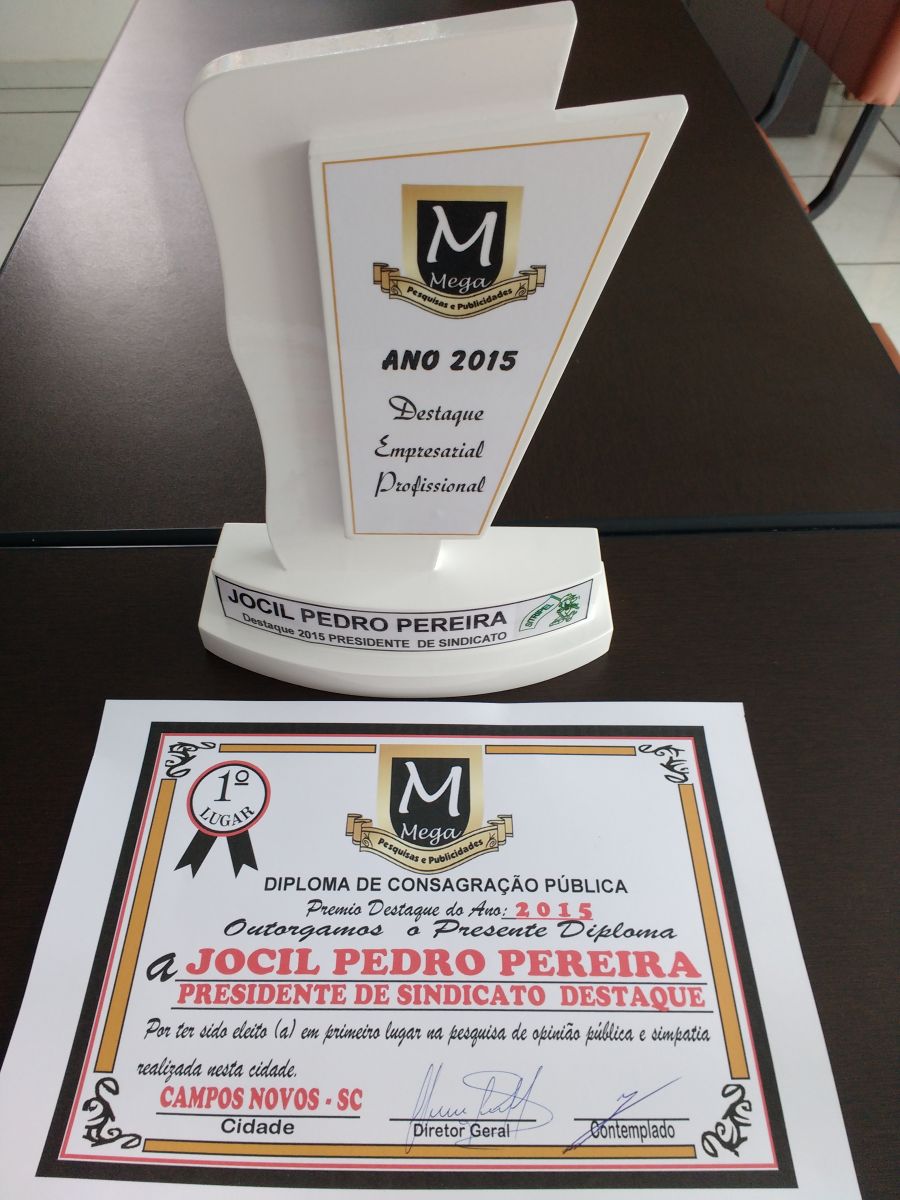 M
Mega
Pesquisas e Publicidades
ANO 2015
Destaque
Empresarial
Profissional
JOCIL PEDRO PEREIRA
Destaque 2015 PRESIDENTE DE SINDICATO
SITRIPEL
1º
LUGAR
M
Mega
Pesquisas e Publicidades
DIPLOMA DE CONSAGRAÇÃO PÚBLICA
Premio Destaque do Ano: 2015
Outorgamos o Presente Diploma
a JOCIL PEDRO PEREIRA
PRESIDENTE DE SINDICATO DESTAQUE
Por ter sido eleito (a) em primeiro lugar na pesquisa de opinião pública e simpatia
realizada nesta cidade.
CAMPOS NOVOS - SC
Cidade
Diretor Geral
Contemplado